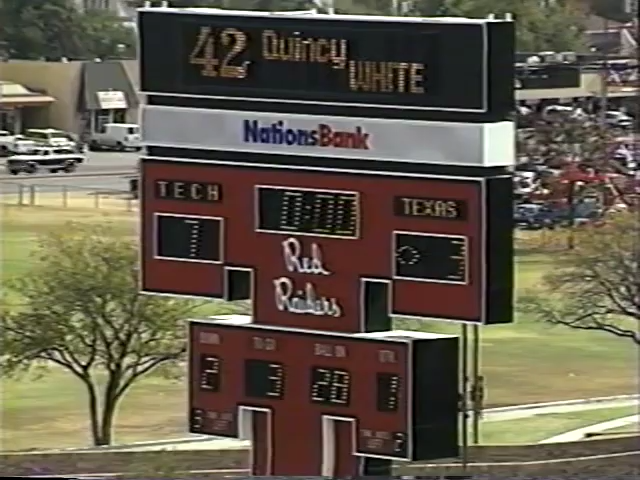 42 Quincy WHITE
NationsBank
TECH 0:00 TEXAS
7
Red
Raiders
DOWN TO GO BALL ON QTR
2 3 28 1